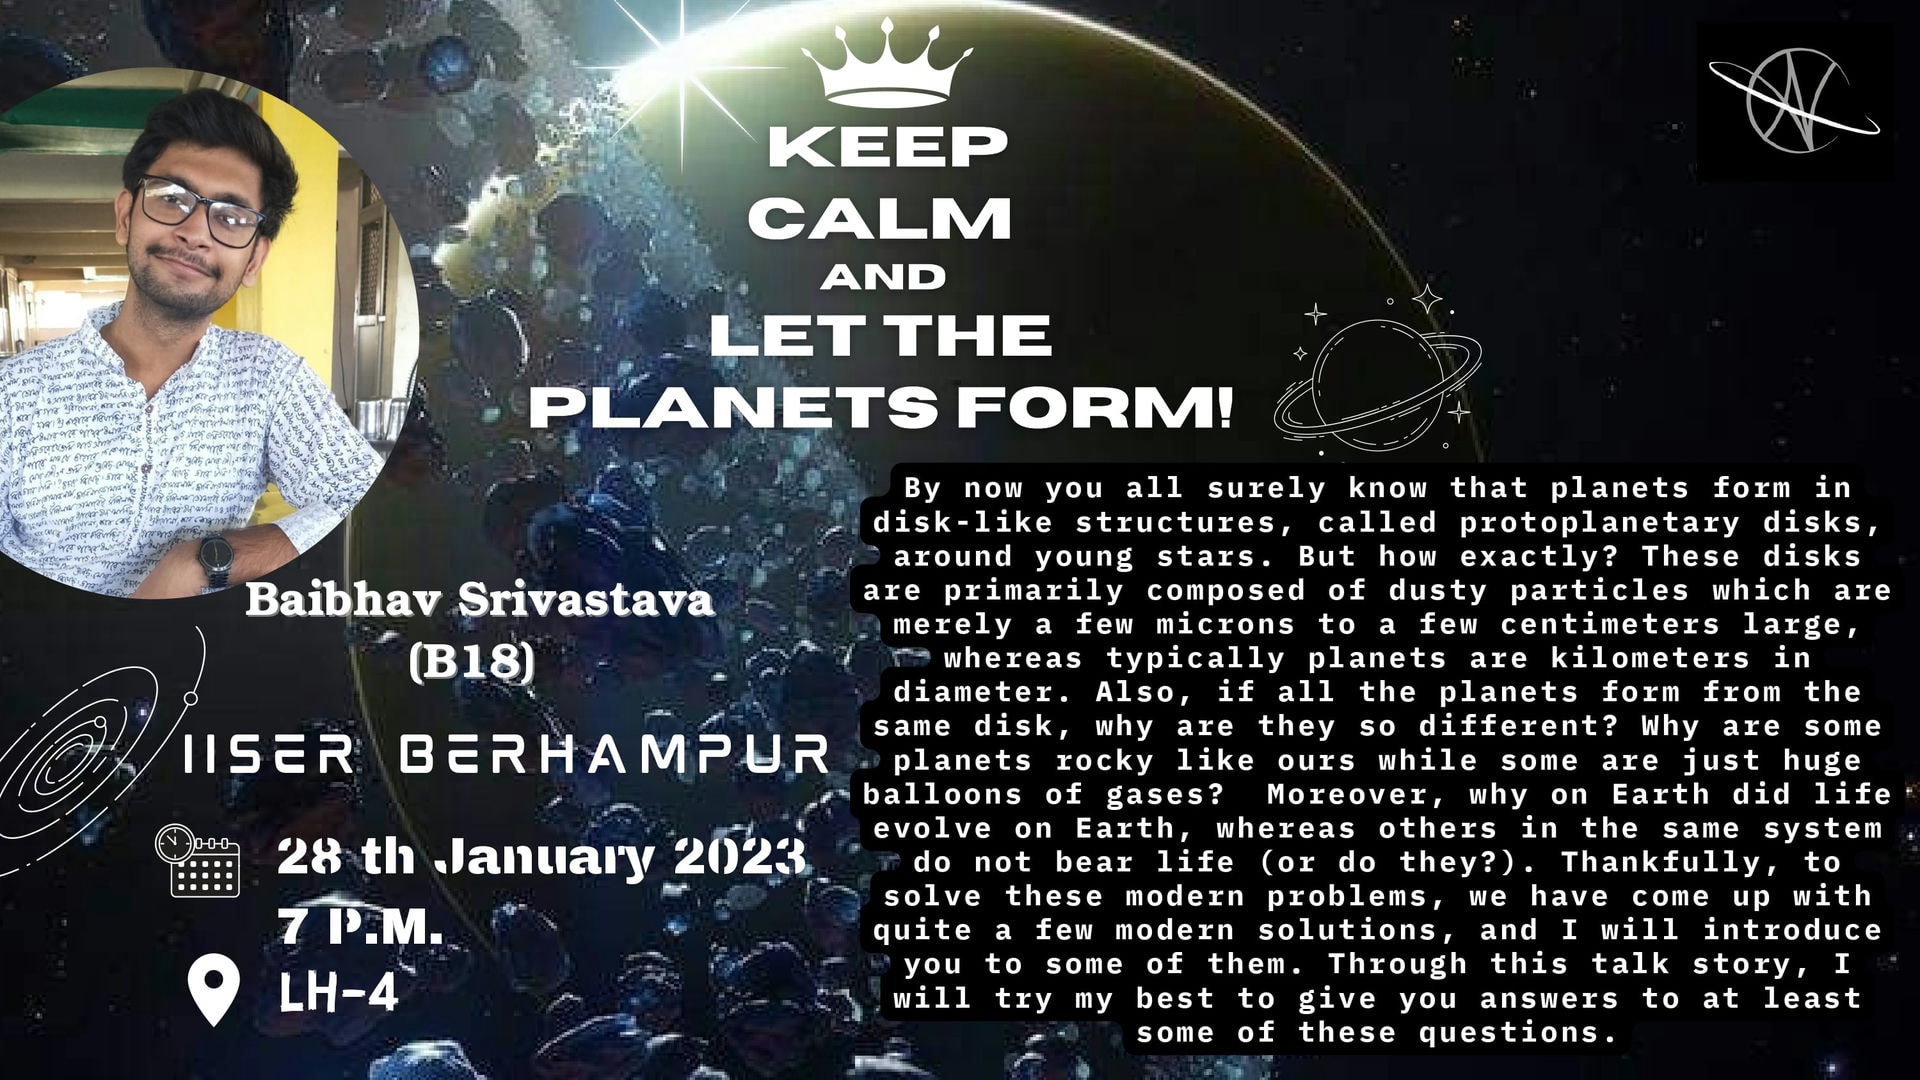 KEEP
CALM
AND
LET THE
PLANETS FORM!
Baibhav Srivastava
(B18)
IISER BERHAMPUR
28 th January 2023
7 P.M.
LH-4
By now you all surely know that planets form in
disk-like structures, called protoplanetary disks,
around young stars. But how exactly? These disks
are primarily composed of dusty particles which are
merely a few microns to a few centimeters large,
whereas typically planets are kilometers in
diameter. Also, if all the planets form from the
same disk, why are they so different? Why are some
planets rocky like ours while some are just huge
balloons of gases?  Moreover, why on Earth did life
evolve on Earth, whereas others in the same system
do not bear life (or do they?). Thankfully, to
solve these modern problems, we have come up with
quite a few modern solutions, and I will introduce
you to some of them. Through this talk story, I
will try my best to give you answers to at least
some of these questions.